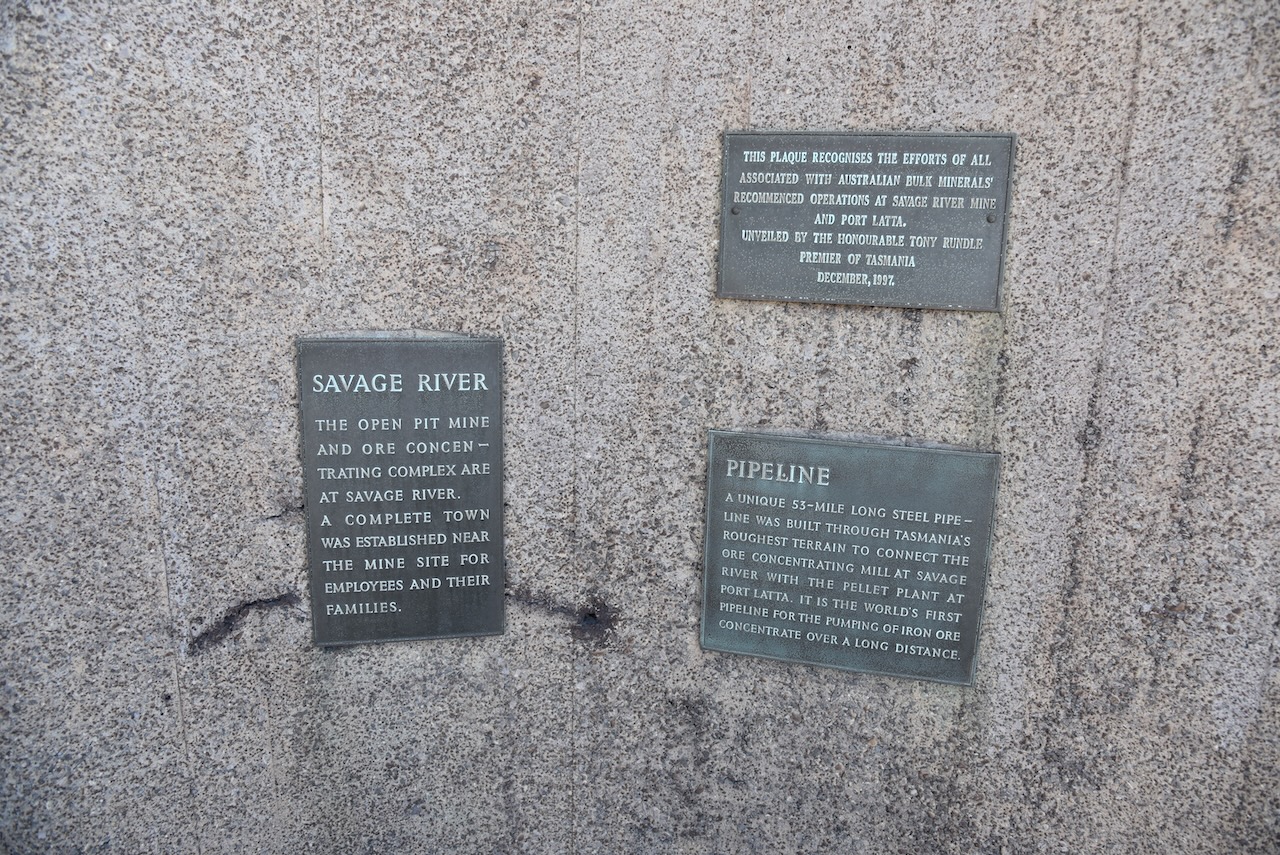 THIS PLAQUE RECOGNISES THE EFFORTS OF ALL
ASSOCIATED WITH AUSTRALIAN BULK MINERALS'
RECOMMENCED OPERATIONS AT SAVAGE RIVER MINE
AND PORT LATTA.
UNVEILED BY THE HONOURABLE TONY RUNDLE
PREMIER OF TASMANIA
DECEMBER, 1997.
SAVAGE RIVER
THE OPEN PIT MINE
AND ORE CONCEN-
TRATING COMPLEX ARE
AT SAVAGE RIVER.
A COMPLETE TOWN
WAS ESTABLISHED NEAR
THE MINE SITE FOR
EMPLOYEES AND THEIR
FAMILIES.
PIPELINE
A UNIQUE 53-MILE LONG STEEL PIPE-
LINE WAS BUILT THROUGH TASMANIA'S
ROUGHEST TERRAIN TO CONNECT THE
ORE CONCENTRATING MILL AT SAVAGE
RIVER WITH THE PELLET PLANT AT
PORT LATTA. IT IS THE WORLD'S FIRST
PIPELINE FOR THE PUMPING OF IRON ORE
CONCENTRATE OVER A LONG DISTANCE.